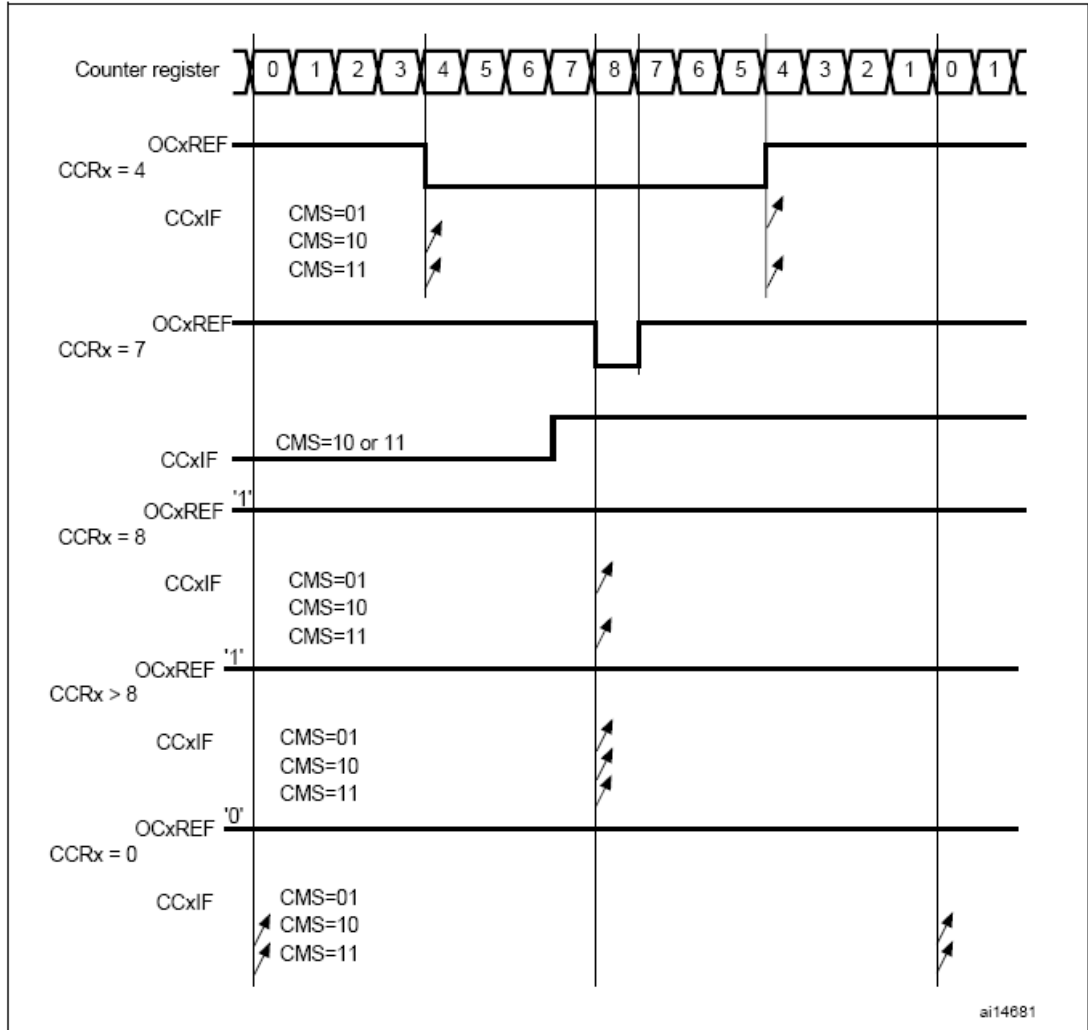 Counter register 0 1 2 3 4 5 6 7 8 7 6 5 4 3 2 1 0 1
OCxREF
CCRx = 4
CCxIF CMS=01
CMS=10
CMS=11
OCxREF
CCRx = 7
CMS=10 or 11
CCxIF
'1'
OCxREF
CCRx = 8
CCxIF CMS=01
CMS=10
CMS=11
'1'
OCxREF
CCRx > 8
CCxIF CMS=01
CMS=10
CMS=11
'0'
OCxREF
CCRx = 0
CCxIF CMS=01
CMS=10
CMS=11
ai14681